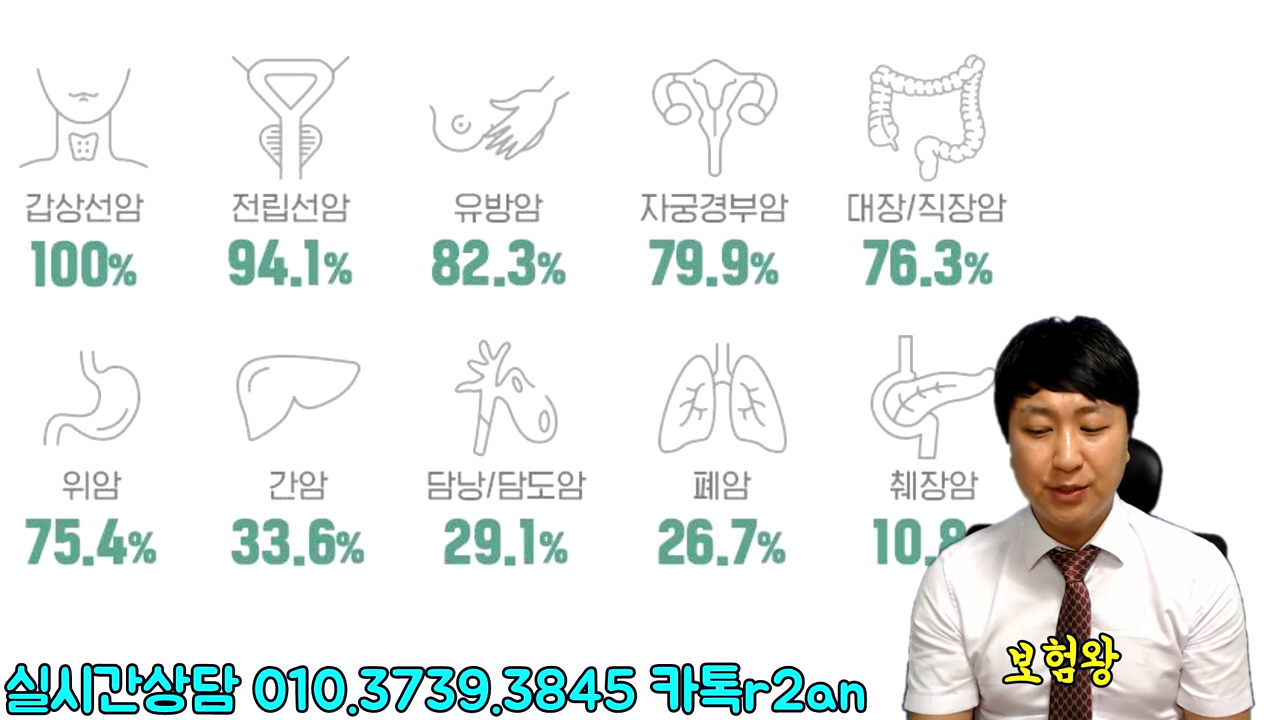 갑상선암 전립선암 유방암 자궁경부암 대장/직장암
100% 94.1% 82.3% 79.9% 76.3%
위암 간암 담낭/담도암 폐암 췌장암
75.4% 33.6% 29.1% 26.7%
보험왕
실시간상담 010.3739.3845 카톡r2an